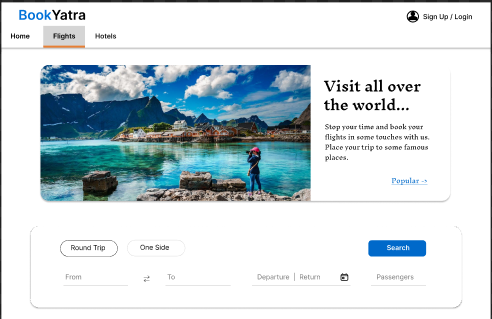 BookYatra
Sign Up / Login
Home
Flights
Hotels
Visit all over
the world...
Stop your time and book your
flights in some touches with us.
Place your trip to some famous
places.
Popular ->
Round Trip
One Side
Search
From
To
Departure | Return
Passengers